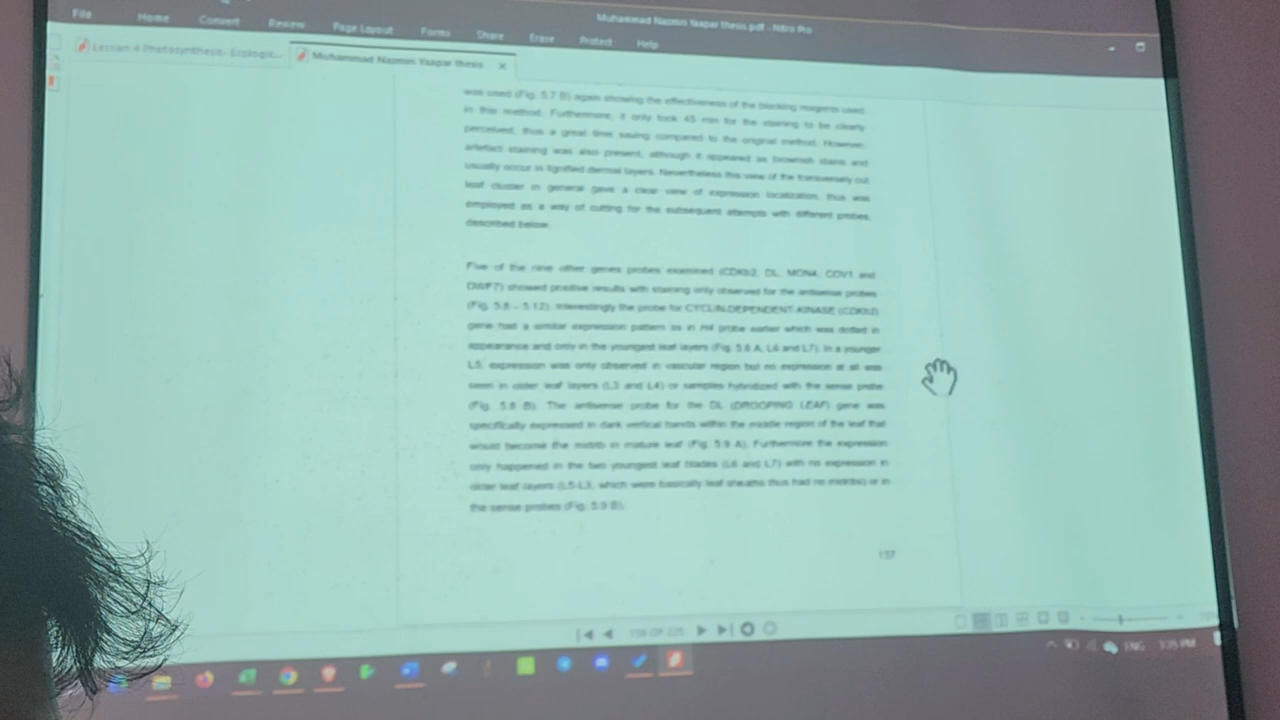 Muhammad Nazmin Yaapar thesis.pdf - Nitro Pro
File Home Convert Review Page Layout Forms Share Erase Protect Help
Lesson 4 Photosynthesis- Ecologic... Muhammad Nazmin Yaapar thesis
was used (Fig. 5.7 B) again showing the effectiveness of the blocking reagents used
in this method. Furthermore, it only took 45 min for the staining to be clearly
perceived, thus a great time saving compared to the original method. However,
artefact staining was also present, although it appeared as brownish stains and
usually occur in lignified dermal layers. Nevertheless this view of the transversely cut
leaf cluster in general gave a clear view of expression localization, thus was
employed as a way of cutting for the subsequent attempts with different probes,
described below.
Five of the nine other genes probes examined (CDKb2, DL, MON4, COV1 and
DWF7) showed positive results with staining only observed for the antisense probes
(Fig. 5.8 – 5.12). Interestingly the probe for CYCLIN-DEPENDENT-KINASE (CDKb2)
gene had a similar expression pattern as in H4 probe earlier which was dotted in
appearance and only in the youngest leaf layers (Fig. 5.8 A, L6 and L7). In a younger
L5, expression was only observed in vascular region but no expression at all was
seen in older leaf layers (L3 and L4) or samples hybridized with the sense probe
(Fig. 5.8 B). The antisense probe for the DL (DROOPING LEAF) gene was
specifically expressed in dark vertical bands within the middle region of the leaf that
would become the midrib in mature leaf (Fig. 5.9 A). Furthermore the expression
only happened in the two youngest leaf blades (L6 and L7) with no expression in
older leaf layers (L5-L3, which were basically leaf sheaths thus had no midribs) or in
the sense probes (Fig. 5.9 B).
137
158 OF 225
ENG 3:35 PM